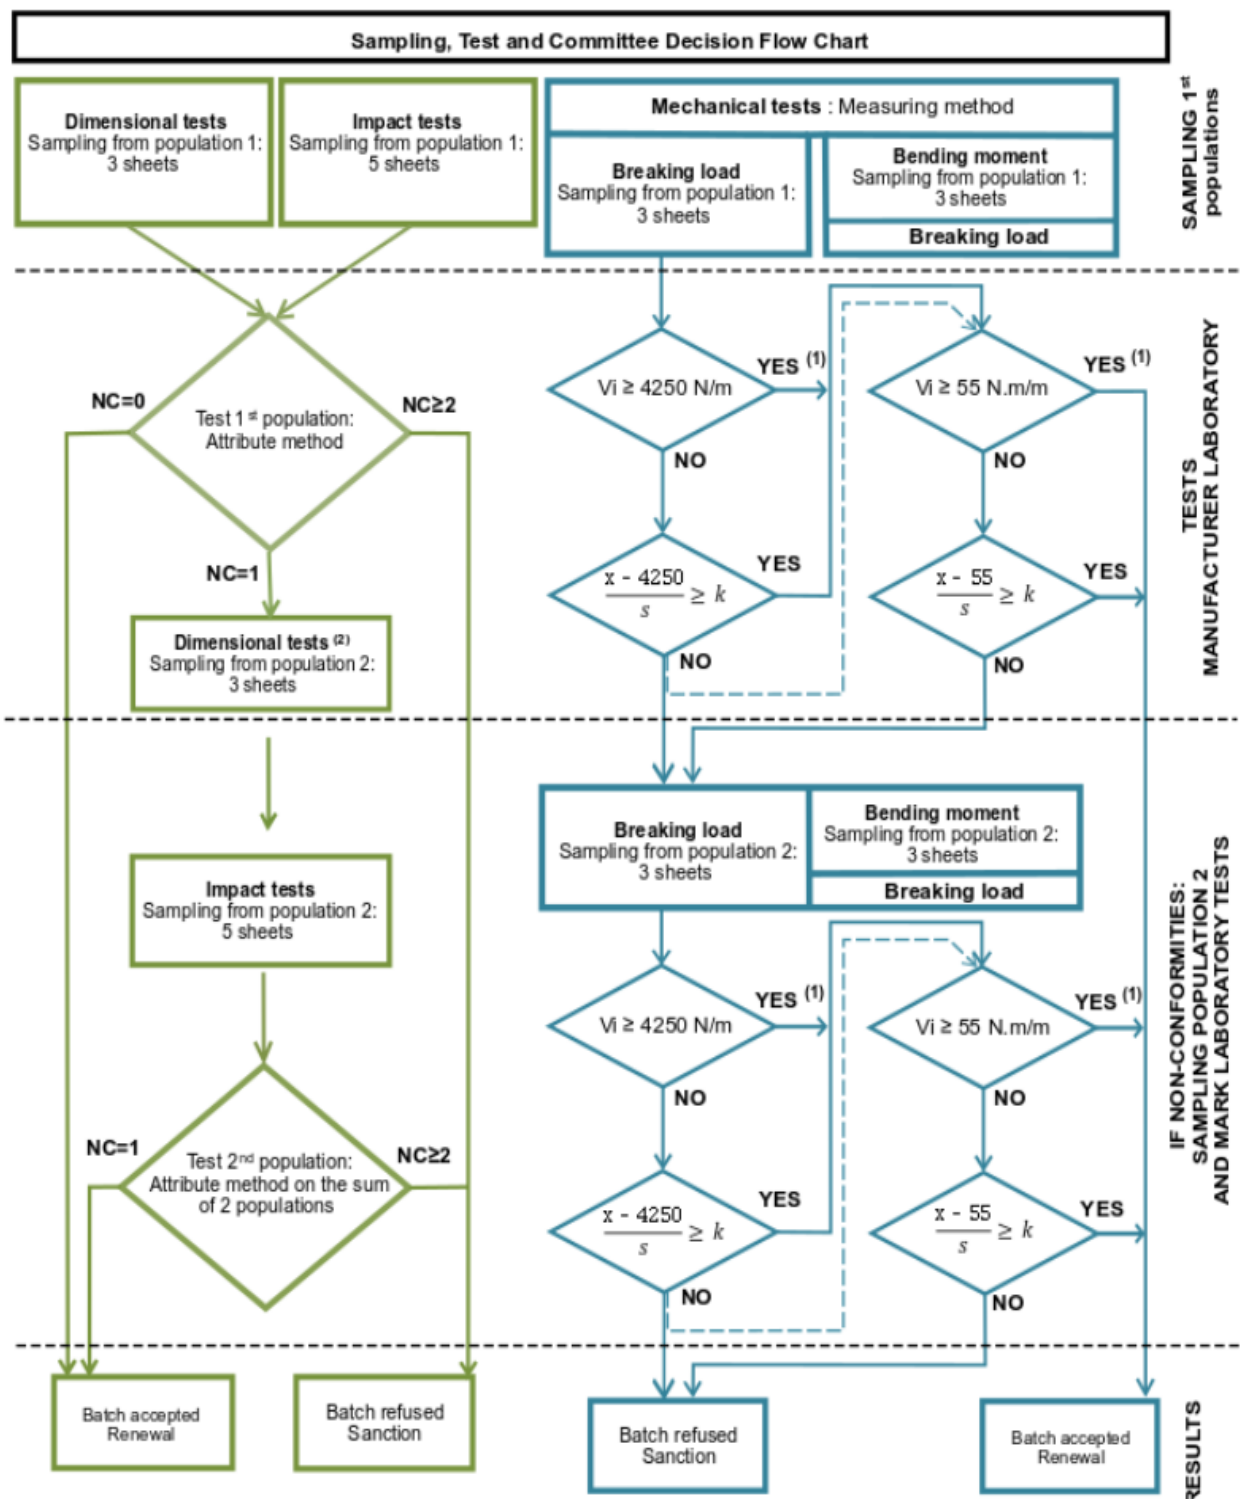 Sampling, Test and Committee Decision Flow Chart
Dimensional tests
Sampling from population 1:
3 sheets
Impact tests
Sampling from population 1:
5 sheets
Mechanical tests : Measuring method
Breaking load
Sampling from population 1:
3 sheets
Bending moment
Sampling from population 1:
3 sheets
Breaking load
SAMPLING 1st
populations
NC=0
Test 1st population:
Attribute method
NC≥2
NC=1
Dimensional tests (2)
Sampling from population 2:
3 sheets
Vi ≥ 4250 N/m
YES (1)
NO
x - 4250
s
≥ k
YES
NO
Vi ≥ 55 N.m/m
YES (1)
NO
x - 55
s
≥ k
YES
NO
TESTS
MANUFACTURER LABORATORY
Impact tests
Sampling from population 2:
5 sheets
NC=1
Test 2nd population:
Attribute method on the sum
of 2 populations
NC≥2
Breaking load
Sampling from population 2:
3 sheets
Bending moment
Sampling from population 2:
3 sheets
Breaking load
Vi ≥ 4250 N/m
YES (1)
NO
x - 4250
s
≥ k
YES
NO
Vi ≥ 55 N.m/m
YES (1)
NO
x - 55
s
≥ k
YES
NO
IF NON-CONFORMITIES:
SAMPLING POPULATION 2
AND MARK LABORATORY TESTS
Batch accepted
Renewal
Batch refused
Sanction
Batch refused
Sanction
Batch accepted
Renewal
RESULTS